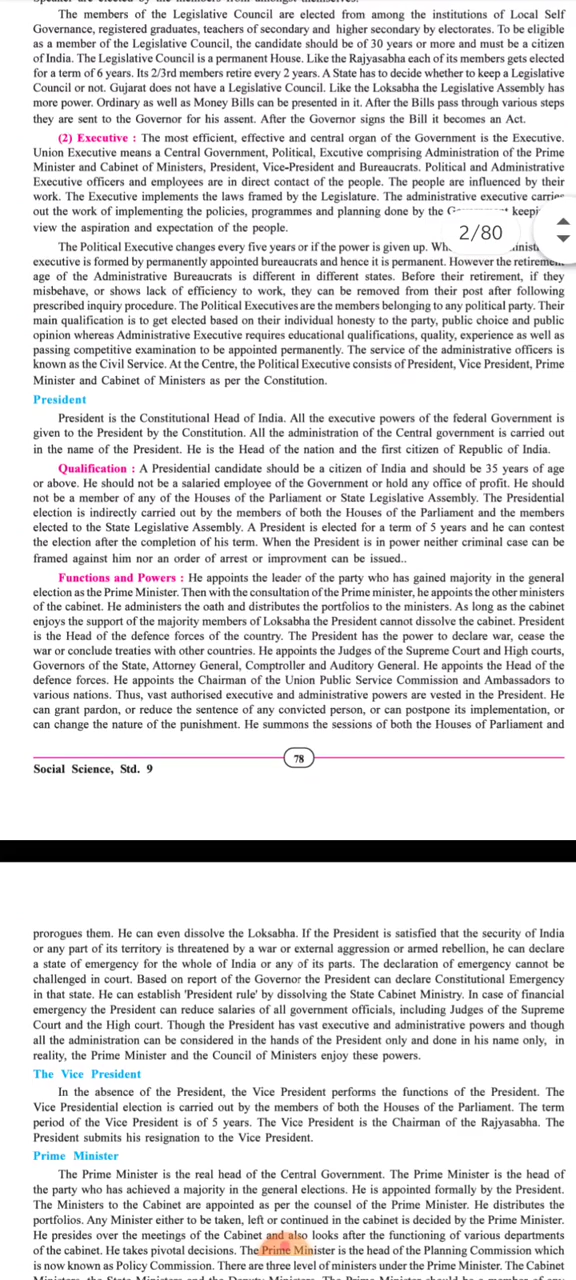 The members of the Legislative Council are elected from among the institutions of Local Self
Governance, registered graduates, teachers of secondary and higher secondary by electorates. To be eligible
as a member of the Legislative Council, the candidate should be of 30 years or more and must be a citizen
of India. The Legislative Council is a permanent House. Like the Rajyasabha each of its members gets elected
for a term of 6 years. Its 2/3rd members retire every 2 years. A State has to decide whether to keep a Legislative
Council or not. Gujarat does not have a Legislative Council. Like the Loksabha the Legislative Assembly has
more power. Ordinary as well as Money Bills can be presented in it. After the Bills pass through various steps
they are sent to the Governor for his assent. After the Governor signs the Bill it becomes an Act.
(2) Executive : The most efficient, effective and central organ of the Government is the Executive.
Union Executive means a Central Government, Political, Excutive comprising Administration of the Prime
Minister and Cabinet of Ministers, President, Vice-President and Bureaucrats. Political and Administrative
Executive officers and employees are in direct contact of the people. The people are influenced by their
work. The Executive implements the laws framed by the Legislature. The administrative executive carries
out the work of implementing the policies, programmes and planning done by the
view the aspiration and expectation of the people.
2/80
The Political Executive changes every five years or if the power is given up.
executive is formed by permanently appointed bureaucrats and hence it is permanent. However the retirement
age of the Administrative Bureaucrats is different in different states. Before their retirement, if they
misbehave, or shows lack of efficiency to work, they can be removed from their post after following
prescribed inquiry procedure. The Political Executives are the members belonging to any political party. Their
main qualification is to get elected based on their individual honesty to the party, public choice and public
opinion whereas Administrative Executive requires educational qualifications, quality, experience as well as
passing competitive examination to be appointed permanently. The service of the administrative officers is
known as the Civil Service. At the Centre, the Political Executive consists of President, Vice President, Prime
Minister and Cabinet of Ministers as per the Constitution.
President
President is the Constitutional Head of India. All the executive powers of the federal Government is
given to the President by the Constitution. All the administration of the Central government is carried out
in the name of the President. He is the Head of the nation and the first citizen of Republic of India.
Qualification : A Presidential candidate should be a citizen of India and should be 35 years of age
or above. He should not be a salaried employee of the Government or hold any office of profit. He should
not be a member of any of the Houses of the Parliament or State Legislative Assembly. The Presidential
election is indirectly carried out by the members of both the Houses of the Parliament and the members
elected to the State Legislative Assembly. A President is elected for a term of 5 years and he can contest
the election after the completion of his term. When the President is in power neither criminal case can be
framed against him nor an order of arrest or improvment can be issued..
Functions and Powers : He appoints the leader of the party who has gained majority in the general
election as the Prime Minister. Then with the consultation of the Prime minister, he appoints the other ministers
of the cabinet. He administers the oath and distributes the portfolios to the ministers. As long as the cabinet
enjoys the support of the majority members of Loksabha the President cannot dissolve the cabinet. President
is the Head of the defence forces of the country. The President has the power to declare war, cease the
war or conclude treaties with other countries. He appoints the Judges of the Supreme Court and High courts,
Governors of the State, Attorney General, Comptroller and Auditory General. He appoints the Head of the
defence forces. He appoints the Chairman of the Union Public Service Commission and Ambassadors to
various nations. Thus, vast authorised executive and administrative powers are vested in the President. He
can grant pardon, or reduce the sentence of any convicted person, or can postpone its implementation, or
can change the nature of the punishment. He summons the sessions of both the Houses of Parliament and
78
Social Science, Std. 9
prorogues them. He can even dissolve the Loksabha. If the President is satisfied that the security of India
or any part of its territory is threatened by a war or external aggression or armed rebellion, he can declare
a state of emergency for the whole of India or any of its parts. The declaration of emergency cannot be
challenged in court. Based on report of the Governor the President can declare Constitutional Emergency
in that state. He can establish 'President rule' by dissolving the State Cabinet Ministry. In case of financial
emergency the President can reduce salaries of all government officials, including Judges of the Supreme
Court and the High court. Though the President has vast executive and administrative powers and though
all the administration can be considered in the hands of the President only and done in his name only, in
reality, the Prime Minister and the Council of Ministers enjoy these powers.
The Vice President
In the absence of the President, the Vice President performs the functions of the President. The
Vice Presidential election is carried out by the members of both the Houses of the Parliament. The term
period of the Vice President is of 5 years. The Vice President is the Chairman of the Rajyasabha. The
President submits his resignation to the Vice President.
Prime Minister
The Prime Minister is the real head of the Central Government. The Prime Minister is the head of
the party who has achieved a majority in the general elections. He is appointed formally by the President.
The Ministers to the Cabinet are appointed as per the counsel of the Prime Minister. He distributes the
portfolios. Any Minister either to be taken, left or continued in the cabinet is decided by the Prime Minister.
He presides over the meetings of the Cabinet and also looks after the functioning of various departments
of the cabinet. He takes pivotal decisions. The Prime Minister is the head of the Planning Commission which
is now known as Policy Commission. There are three level of ministers under the Prime Minister. The Cabinet